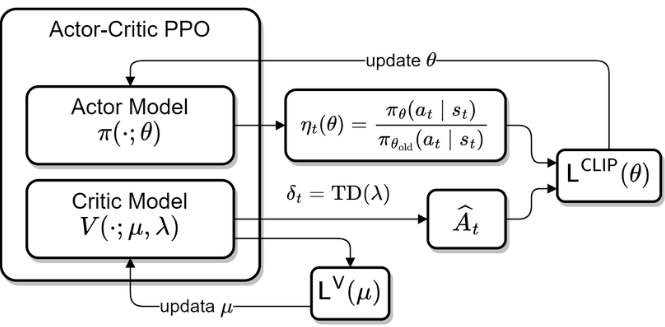 Actor-Critic PPO
update θ
Actor Model
π(·;θ)
η_t(θ) = π_θ(a_t | s_t) / π_θ_old(a_t | s_t)
L^CLIP(θ)
Critic Model
V(·;μ, λ)
δ_t = TD(λ)
Â_t
L^V(μ)
updata μ